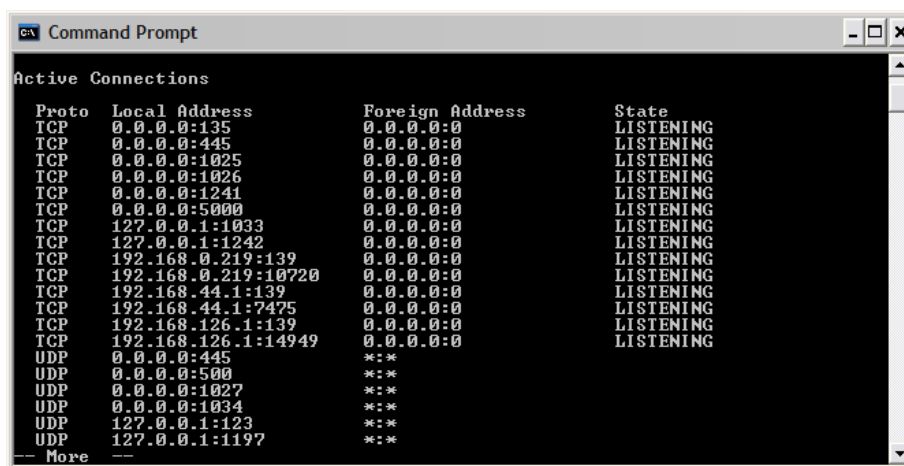 Command Prompt
Active Connections
Proto Local Address Foreign Address State
TCP 0.0.0.0:135 0.0.0.0:0 LISTENING
TCP 0.0.0.0:445 0.0.0.0:0 LISTENING
TCP 0.0.0.0:1025 0.0.0.0:0 LISTENING
TCP 0.0.0.0:1026 0.0.0.0:0 LISTENING
TCP 0.0.0.0:1241 0.0.0.0:0 LISTENING
TCP 0.0.0.0:5000 0.0.0.0:0 LISTENING
TCP 127.0.0.1:1033 0.0.0.0:0 LISTENING
TCP 127.0.0.1:1242 0.0.0.0:0 LISTENING
TCP 192.168.0.219:139 0.0.0.0:0 LISTENING
TCP 192.168.0.219:10720 0.0.0.0:0 LISTENING
TCP 192.168.44.1:139 0.0.0.0:0 LISTENING
TCP 192.168.44.1:7475 0.0.0.0:0 LISTENING
TCP 192.168.126.1:139 0.0.0.0:0 LISTENING
TCP 192.168.126.1:14949 0.0.0.0:0 LISTENING
UDP 0.0.0.0:445 *:*
UDP 0.0.0.0:500 *:*
UDP 0.0.0.0:1027 *:*
UDP 0.0.0.0:1034 *:*
UDP 127.0.0.1:123 *:*
UDP 127.0.0.1:1197 *:*
-- More --